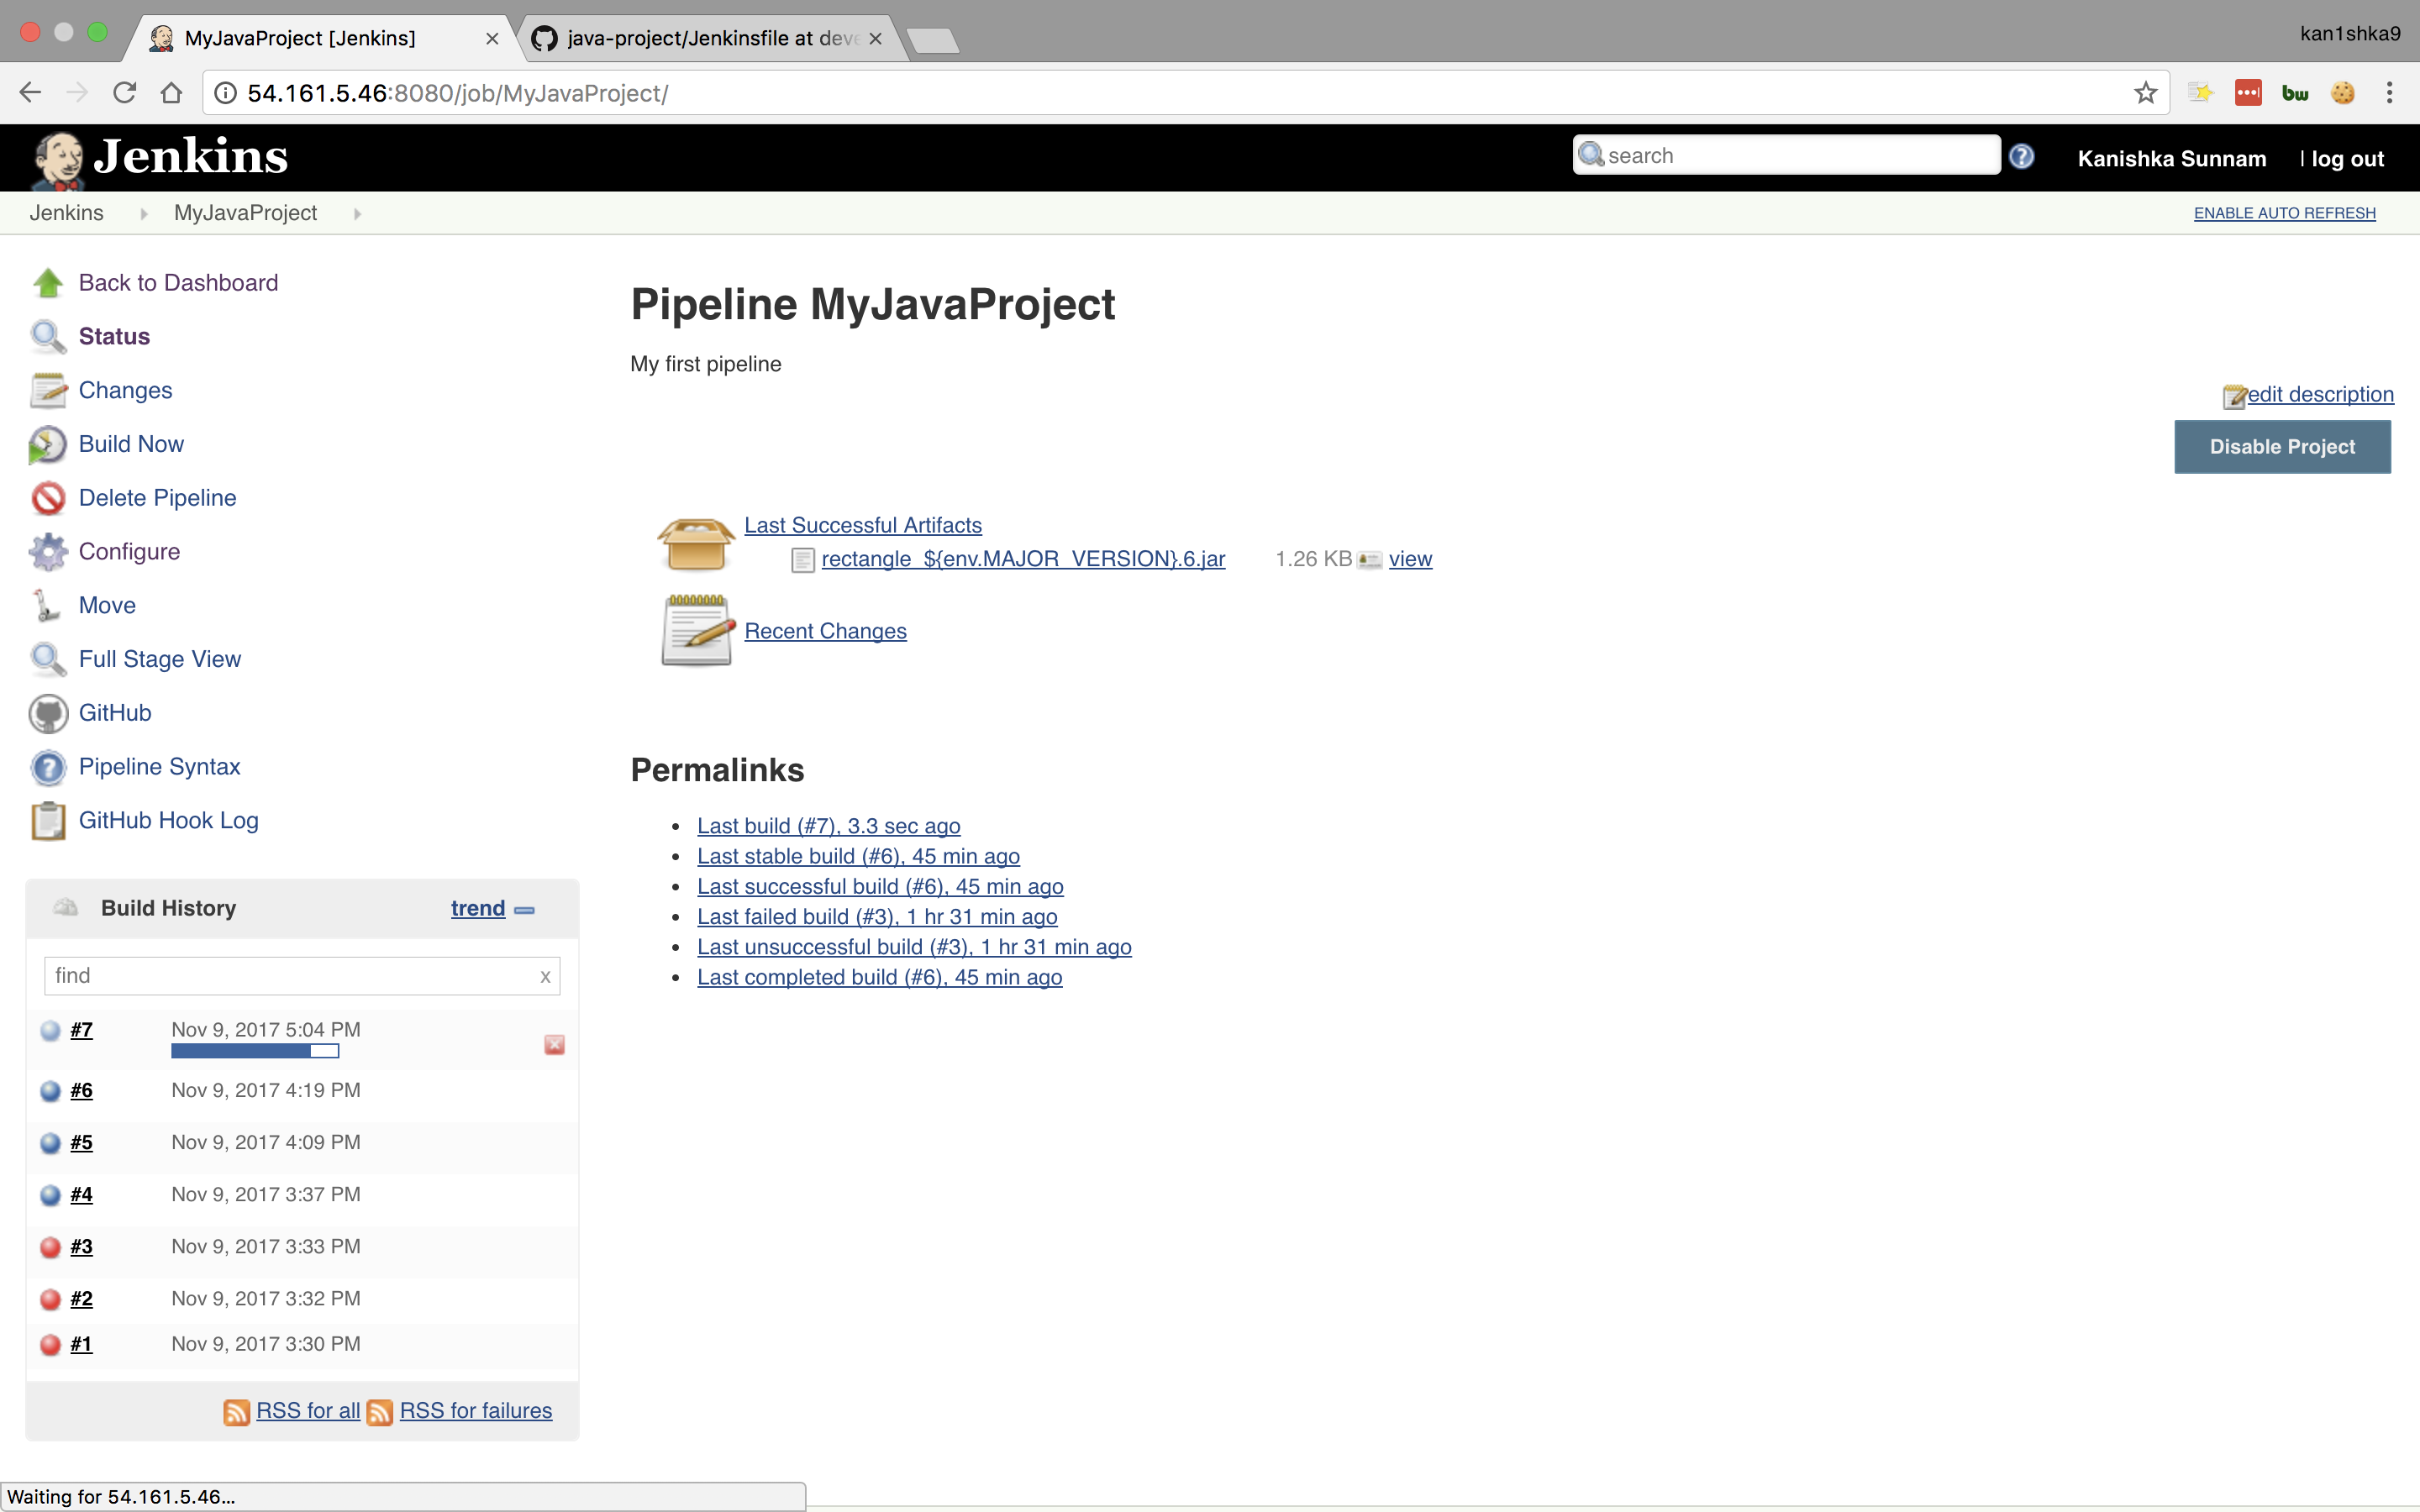 MyJavaProject [Jenkins]
java-project/Jenkinsfile at deve
kan1shka9
54.161.5.46:8080/job/MyJavaProject/
bw
Jenkins
search
Kanishka Sunnam
| log out
Jenkins
MyJavaProject
ENABLE AUTO REFRESH
Back to Dashboard
Status
Changes
Build Now
Delete Pipeline
Configure
Move
Full Stage View
GitHub
Pipeline Syntax
GitHub Hook Log
Build History
trend
find
x
#7 Nov 9, 2017 5:04 PM
#6 Nov 9, 2017 4:19 PM
#5 Nov 9, 2017 4:09 PM
#4 Nov 9, 2017 3:37 PM
#3 Nov 9, 2017 3:33 PM
#2 Nov 9, 2017 3:32 PM
#1 Nov 9, 2017 3:30 PM
RSS for all RSS for failures
Pipeline MyJavaProject
My first pipeline
edit description
Disable Project
Last Successful Artifacts
rectangle_${env.MAJOR_VERSION}.6.jar 1.26 KB view
Recent Changes
Permalinks
• Last build (#7), 3.3 sec ago
• Last stable build (#6), 45 min ago
• Last successful build (#6), 45 min ago
• Last failed build (#3), 1 hr 31 min ago
• Last unsuccessful build (#3), 1 hr 31 min ago
• Last completed build (#6), 45 min ago
Waiting for 54.161.5.46...